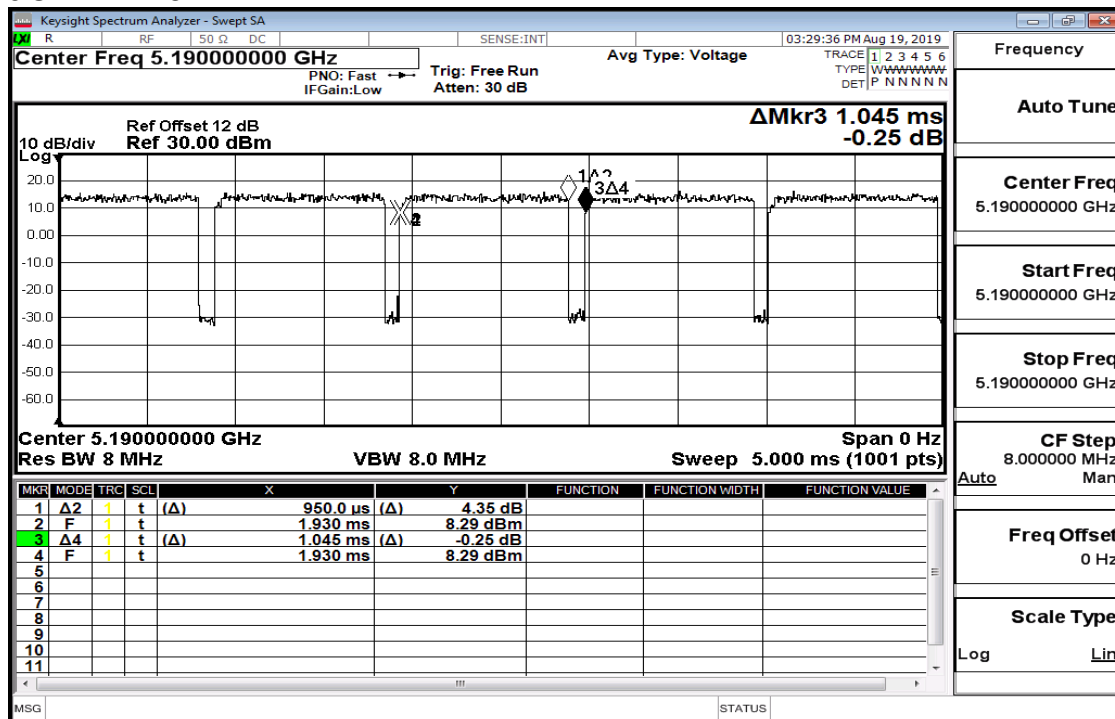 Keysight Spectrum Analyzer - Swept SA
LXI R RF 50 Ω DC SENSE:INT 03:29:36 PM Aug 19, 2019
Center Freq 5.190000000 GHz
PNO: Fast
IFGain:Low
Trig: Free Run
Atten: 30 dB
Avg Type: Voltage
TRACE 1 2 3 4 5 6
TYPE WWWWWW
DET P N N N N N
ΔMkr3 1.045 ms
-0.25 dB
Ref Offset 12 dB
10 dB/div Ref 30.00 dBm
Log
20.0
10.0
0.00
-10.0
-20.0
-30.0
-40.0
-50.0
-60.0
3Δ4
Center 5.190000000 GHz Span 0 Hz
Res BW 8 MHz VBW 8.0 MHz Sweep 5.000 ms (1001 pts)
MKR MODE TRC SCL X Y FUNCTION FUNCTION WIDTH FUNCTION VALUE
1 Δ2 1 t (Δ) 950.0 µs (Δ) 4.35 dB
2 F 1 t 1.930 ms 8.29 dBm
3 Δ4 1 t (Δ) 1.045 ms (Δ) -0.25 dB
4 F 1 t 1.930 ms 8.29 dBm
5
6
7
8
9
10
11
MSG STATUS
Frequency
Auto Tune
Center Freq
5.190000000 GHz
Start Freq
5.190000000 GHz
Stop Freq
5.190000000 GHz
CF Step
8.000000 MHz
Auto Man
Freq Offset
0 Hz
Scale Type
Log Lin